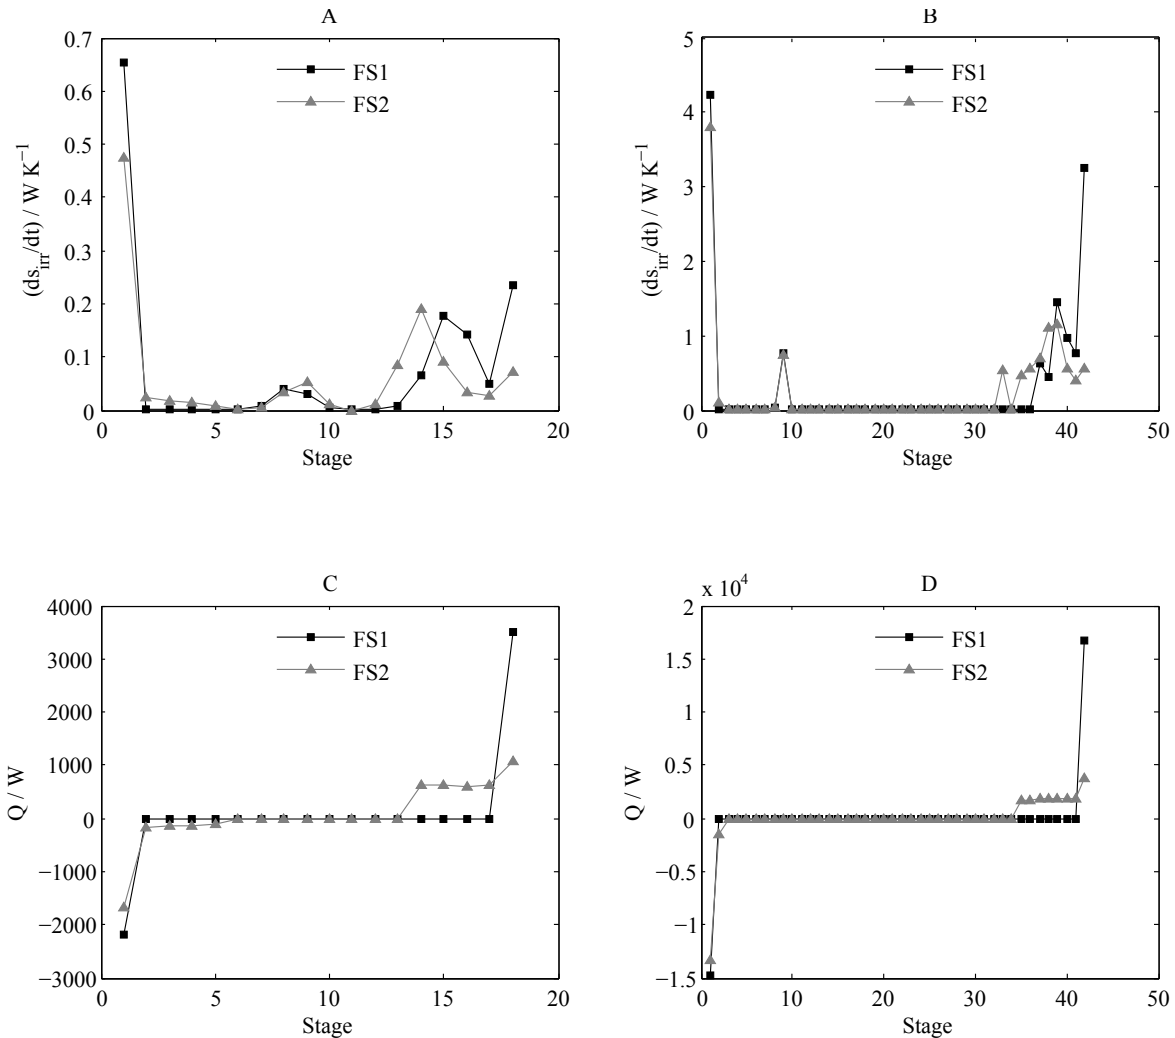 A
(ds_irr/dt) / W K⁻¹
0.7
0.6
0.5
0.4
0.3
0.2
0.1
0
FS1
FS2
0 5 10 15 20
Stage
B
(ds_irr/dt) / W K⁻¹
5
4
3
2
1
0
FS1
FS2
0 10 20 30 40 50
Stage
C
Q / W
4000
3000
2000
1000
0
−1000
−2000
−3000
FS1
FS2
0 5 10 15 20
Stage
D
x 10⁴
Q / W
2
1.5
1
0.5
0
−0.5
−1
−1.5
FS1
FS2
0 10 20 30 40 50
Stage